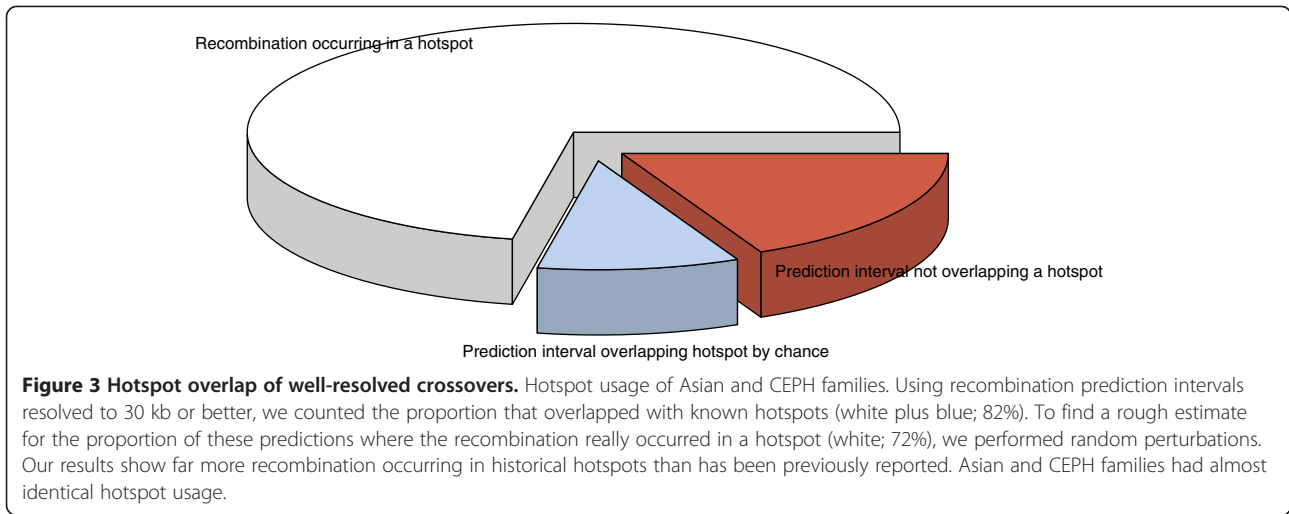 Recombination occurring in a hotspot
Prediction interval not overlapping a hotspot
Prediction interval overlapping hotspot by chance
Figure 3 Hotspot overlap of well-resolved crossovers. Hotspot usage of Asian and CEPH families. Using recombination prediction intervals
resolved to 30 kb or better, we counted the proportion that overlapped with known hotspots (white plus blue; 82%). To find a rough estimate
for the proportion of these predictions where the recombination really occurred in a hotspot (white; 72%), we performed random perturbations.
Our results show far more recombination occurring in historical hotspots than has been previously reported. Asian and CEPH families had almost
identical hotspot usage.